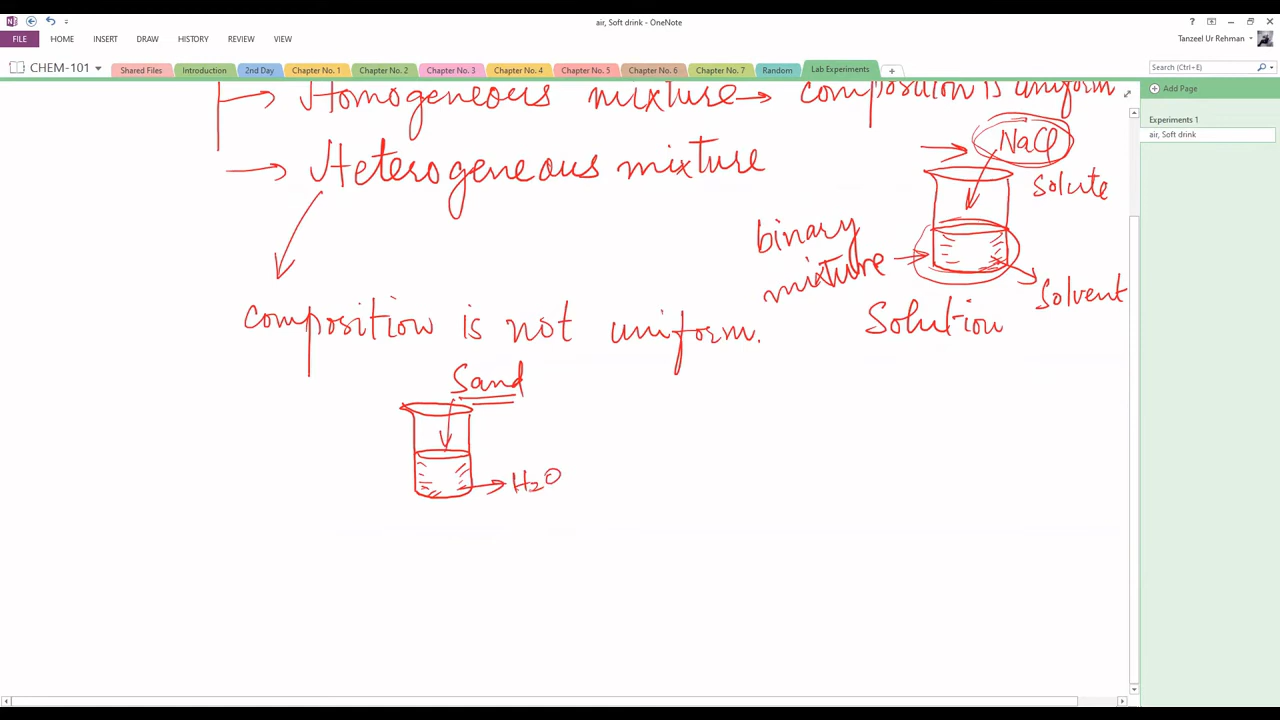 air, Soft drink - OneNote
?
Tanzeel Ur Rehman
FILE HOME INSERT DRAW HISTORY REVIEW VIEW
CHEM-101
Shared Files Introduction 2nd Day Chapter No. 1 Chapter No. 2 Chapter No. 3 Chapter No. 4 Chapter No. 5 Chapter No. 6 Chapter No. 7 Random Lab Experiments +
Search (Ctrl+E)
Add Page
Experiments 1
air, Soft drink
→ Homogeneous mixture → composition is uniform
→ Heterogeneous mixture
NaCl
Solute
binary
mixture
Solvent
Solution
composition is not uniform.
Sand
H₂O